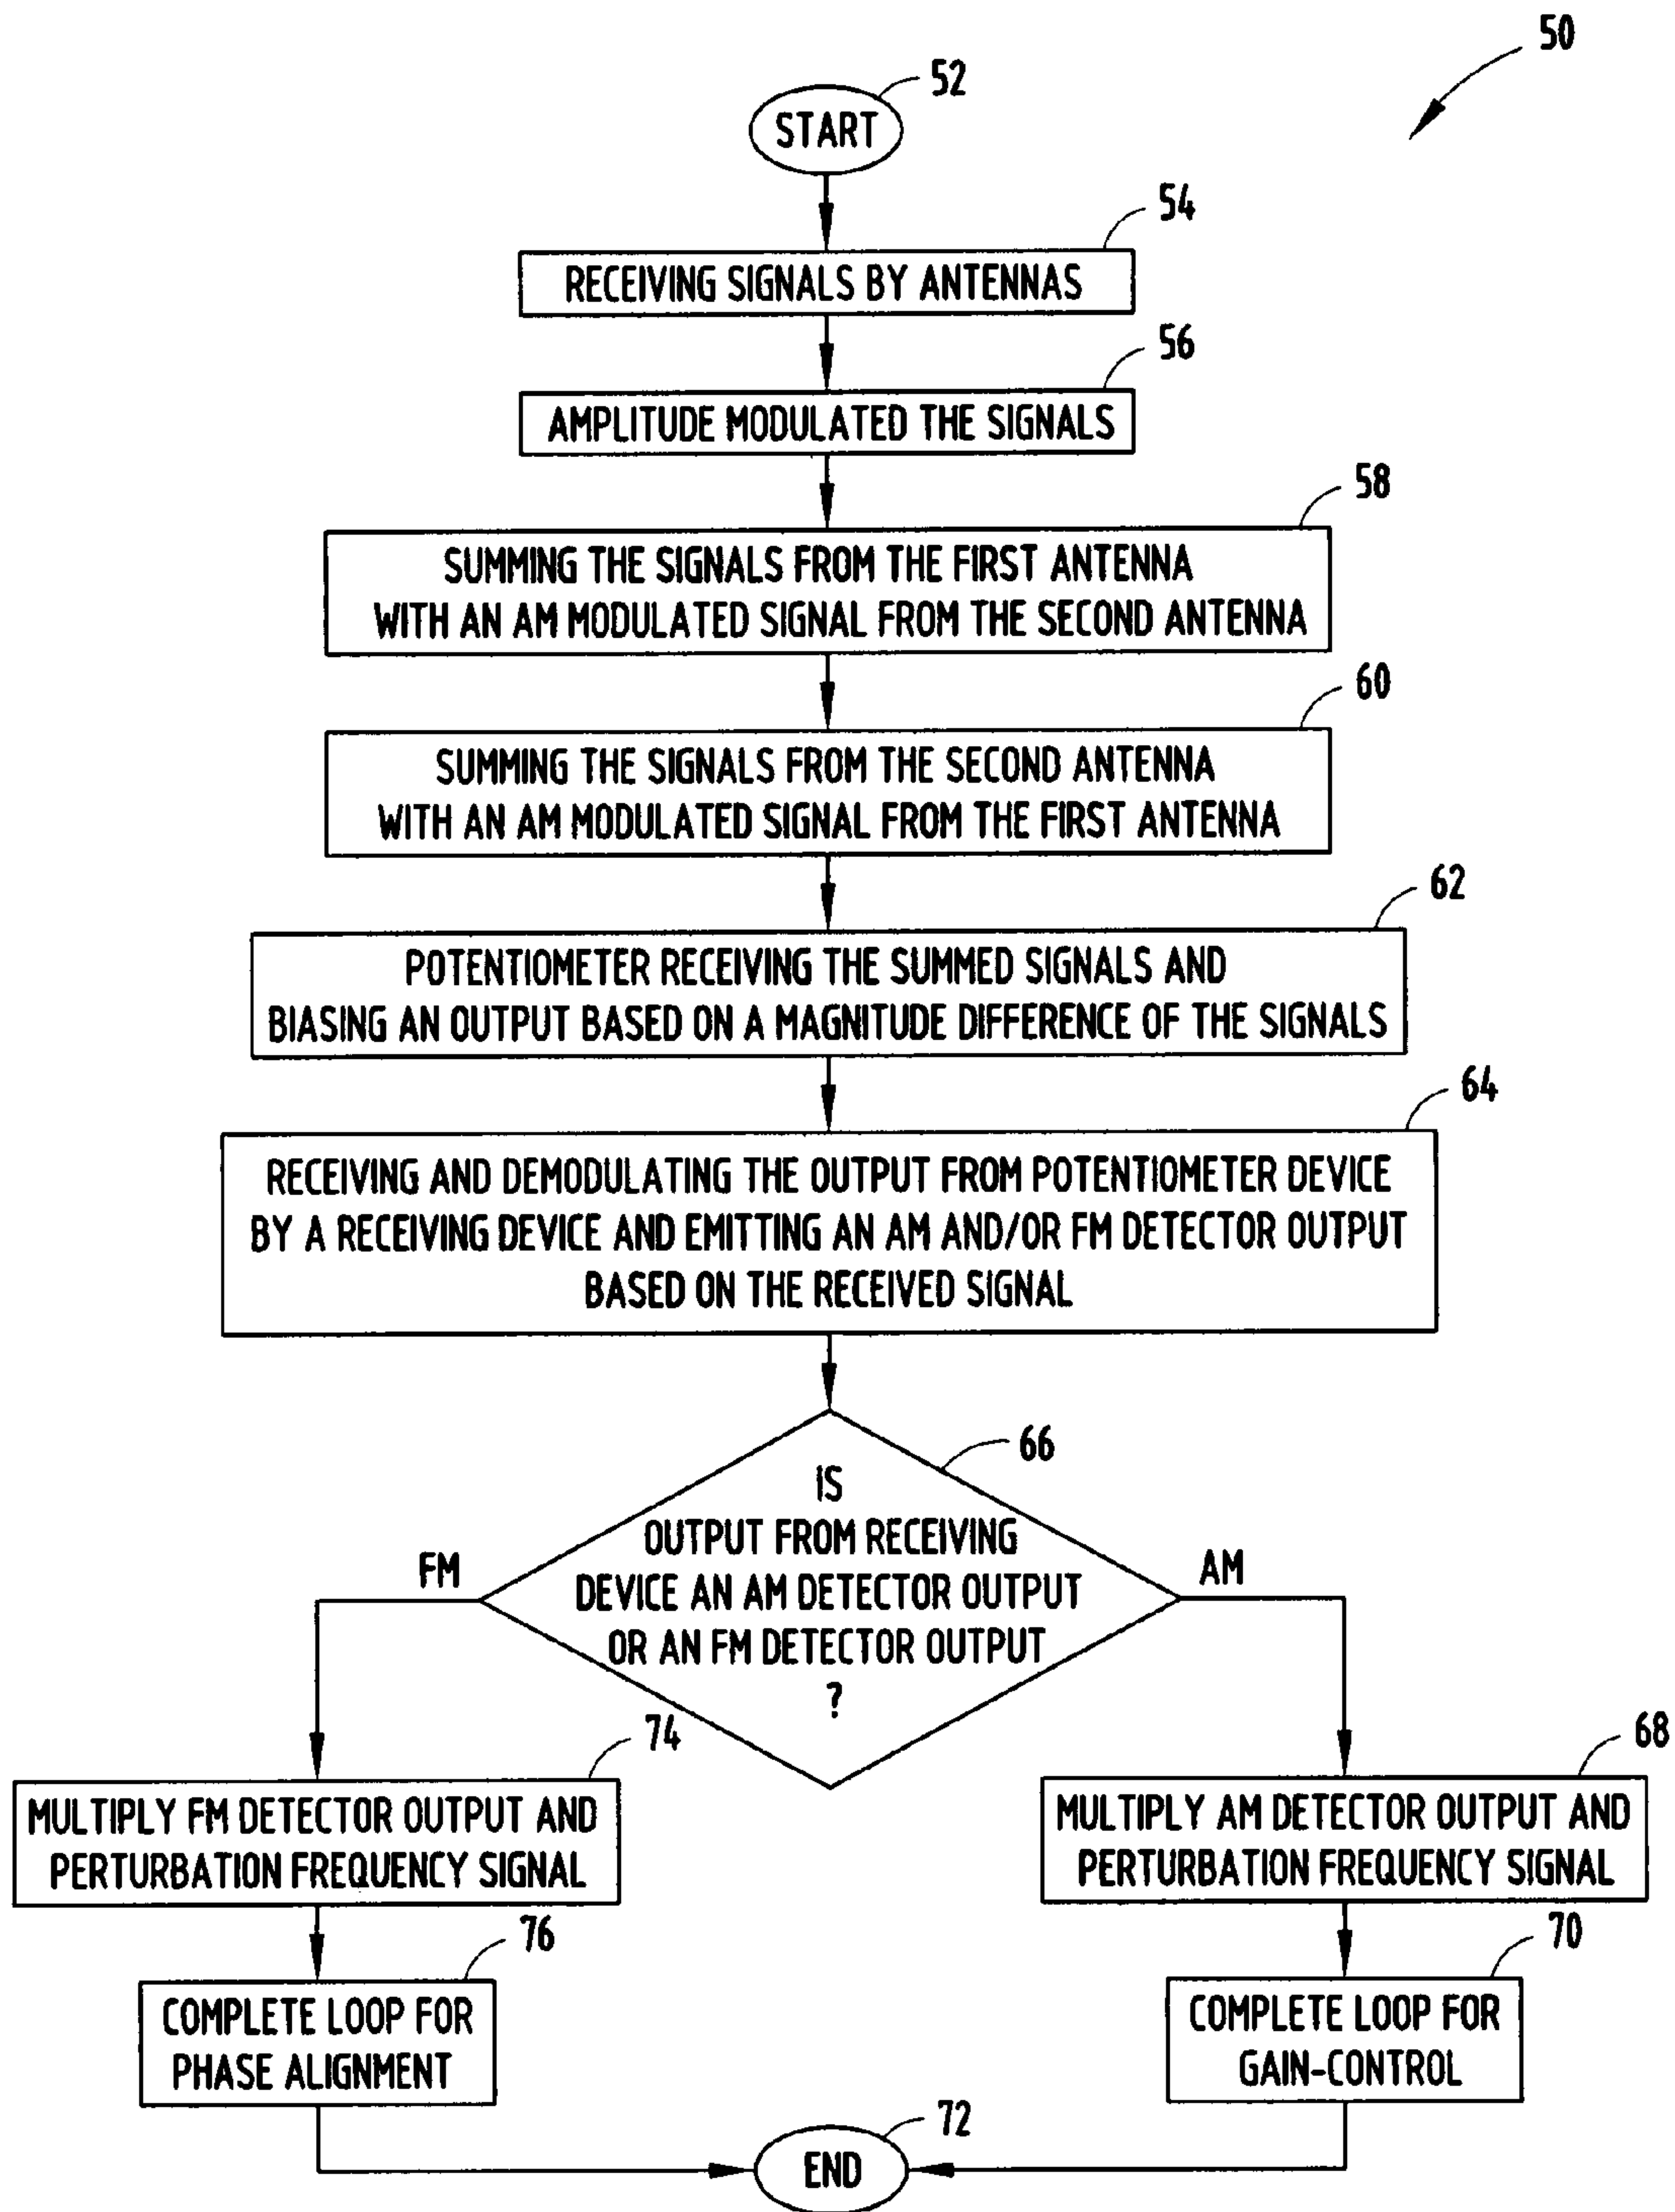 50
52
START
54
RECEIVING SIGNALS BY ANTENNAS
56
AMPLITUDE MODULATED THE SIGNALS
58
SUMMING THE SIGNALS FROM THE FIRST ANTENNA
WITH AN AM MODULATED SIGNAL FROM THE SECOND ANTENNA
60
SUMMING THE SIGNALS FROM THE SECOND ANTENNA
WITH AN AM MODULATED SIGNAL FROM THE FIRST ANTENNA
62
POTENTIOMETER RECEIVING THE SUMMED SIGNALS AND
BIASING AN OUTPUT BASED ON A MAGNITUDE DIFFERENCE OF THE SIGNALS
64
RECEIVING AND DEMODULATING THE OUTPUT FROM POTENTIOMETER DEVICE
BY A RECEIVING DEVICE AND EMITTING AN AM AND/OR FM DETECTOR OUTPUT
BASED ON THE RECEIVED SIGNAL
66
IS
OUTPUT FROM RECEIVING
DEVICE AN AM DETECTOR OUTPUT
OR AN FM DETECTOR OUTPUT
?
FM
AM
74
MULTIPLY FM DETECTOR OUTPUT AND
PERTURBATION FREQUENCY SIGNAL
68
MULTIPLY AM DETECTOR OUTPUT AND
PERTURBATION FREQUENCY SIGNAL
76
COMPLETE LOOP FOR
PHASE ALIGNMENT
70
COMPLETE LOOP FOR
GAIN-CONTROL
72
END